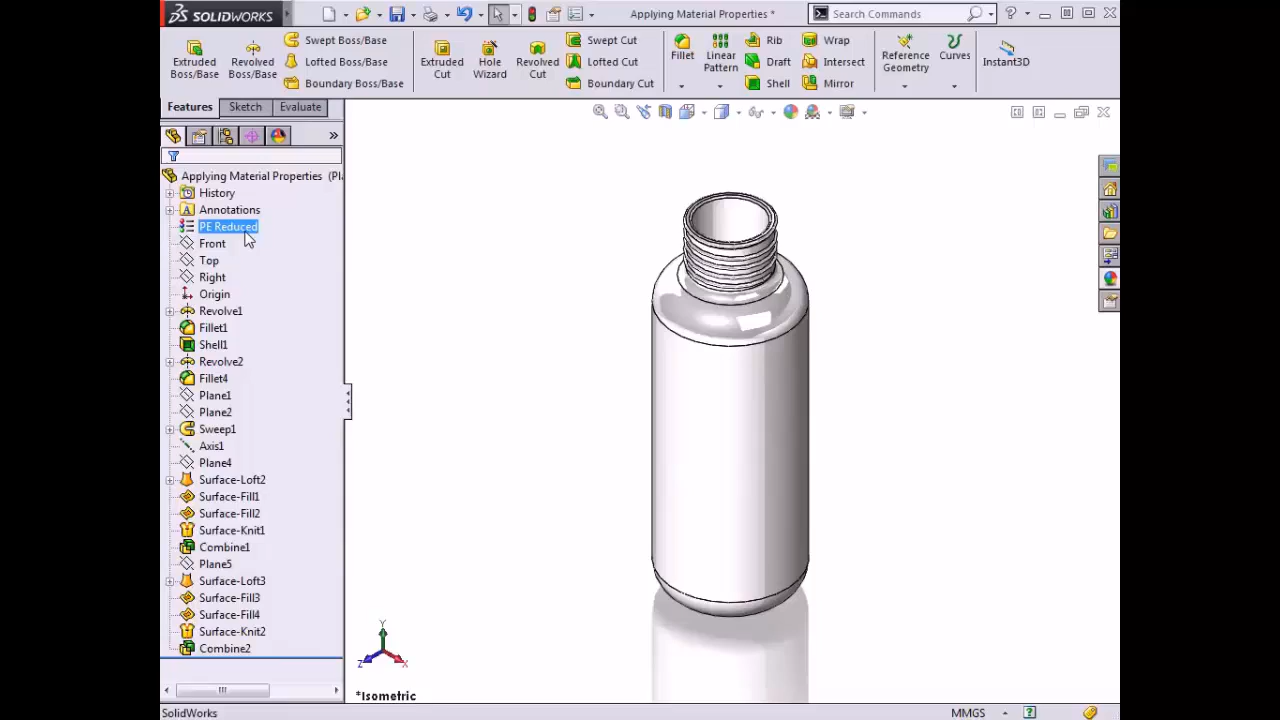 SOLIDWORKS
Applying Material Properties *
Search Commands
Extruded Boss/Base
Revolved Boss/Base
Swept Boss/Base
Lofted Boss/Base
Boundary Boss/Base
Extruded Cut
Hole Wizard
Revolved Cut
Swept Cut
Lofted Cut
Boundary Cut
Fillet
Linear Pattern
Rib
Draft
Shell
Wrap
Intersect
Mirror
Reference Geometry
Curves
Instant3D
Features
Sketch
Evaluate
Applying Material Properties (Pl
History
Annotations
PE Reduced
Front
Top
Right
Origin
Revolve1
Fillet1
Shell1
Revolve2
Fillet4
Plane1
Plane2
Sweep1
Axis1
Plane4
Surface-Loft2
Surface-Fill1
Surface-Fill2
Surface-Knit1
Combine1
Plane5
Surface-Loft3
Surface-Fill3
Surface-Fill4
Surface-Knit2
Combine2
Y
Z
X
*Isometric
SolidWorks
MMGS